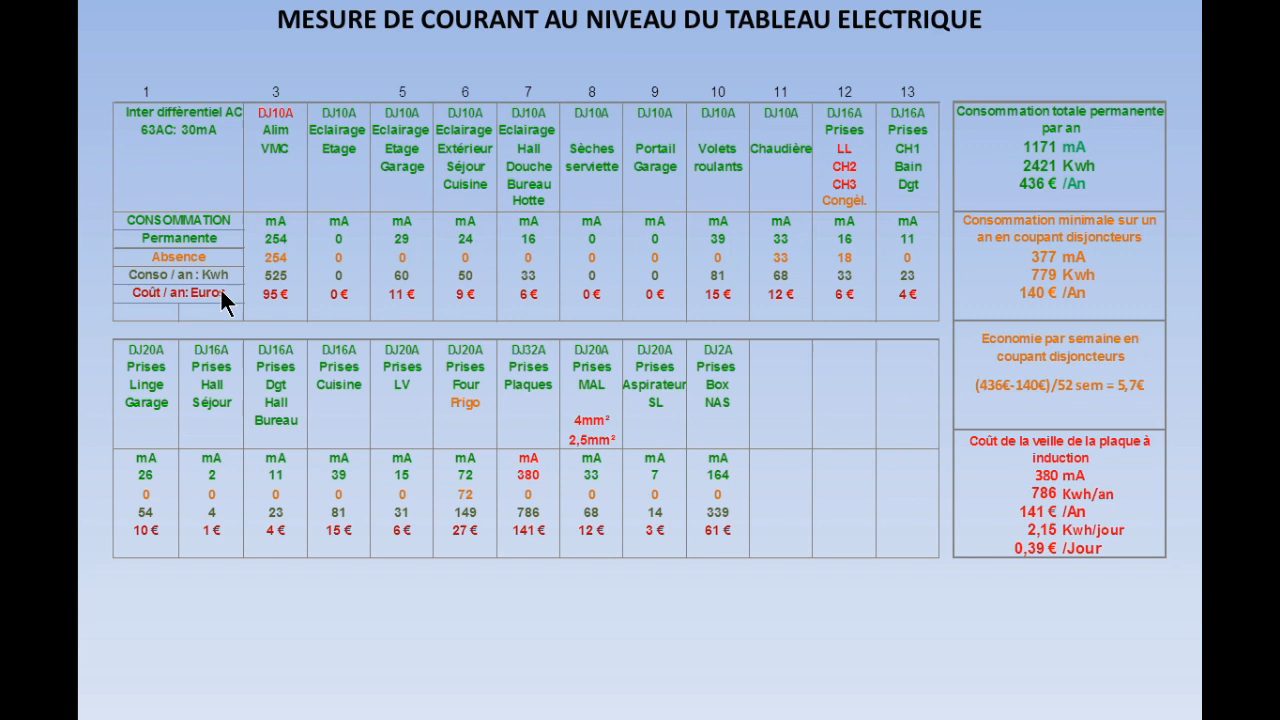 MESURE DE COURANT AU NIVEAU DU TABLEAU ELECTRIQUE
1 3 5 6 7 8 9 10 11 12 13
Inter différentiel AC DJ10A DJ10A DJ10A DJ10A DJ10A DJ10A DJ10A DJ10A DJ10A DJ16A DJ16A
63AC: 30mA Alim Eclairage Eclairage Eclairage Eclairage Prises Prises
VMC Etage Etage Extérieur Hall Sèches Portail Volets Chaudière LL CH1
Garage Séjour Douche serviette Garage roulants CH2 Bain
Cuisine Bureau CH3 Dgt
Hotte Congèl.
CONSOMMATION mA mA mA mA mA mA mA mA mA mA mA
Permanente 254 0 29 24 16 0 0 39 33 16 11
Absence 254 0 0 0 0 0 0 0 33 18 0
Conso / an : Kwh 525 0 60 50 33 0 0 81 68 33 23
Coût / an: Euro 95 € 0 € 11 € 9 € 6 € 0 € 0 € 15 € 12 € 6 € 4 €
DJ20A DJ16A DJ16A DJ16A DJ20A DJ20A DJ32A DJ20A DJ20A DJ2A
Prises Prises Prises Prises Prises Prises Prises Prises Prises Prises
Linge Hall Dgt Cuisine LV Four Plaques MAL Aspirateur Box
Garage Séjour Hall Frigo SL NAS
Bureau 4mm²
2,5mm²
mA mA mA mA mA mA mA mA mA mA
26 2 11 39 15 72 380 33 7 164
0 0 0 0 0 72 0 0 0 0
54 4 23 81 31 149 786 68 14 339
10 € 1 € 4 € 15 € 6 € 27 € 141 € 12 € 3 € 61 €
Consommation totale permanente
par an
1171 mA
2421 Kwh
436 € /An
Consommation minimale sur un
an en coupant disjoncteurs
377 mA
779 Kwh
140 € /An
Economie par semaine en
coupant disjoncteurs
(436€-140€)/52 sem = 5,7€
Coût de la veille de la plaque à
induction
380 mA
786 Kwh/an
141 € /An
2,15 Kwh/jour
0,39 € /Jour